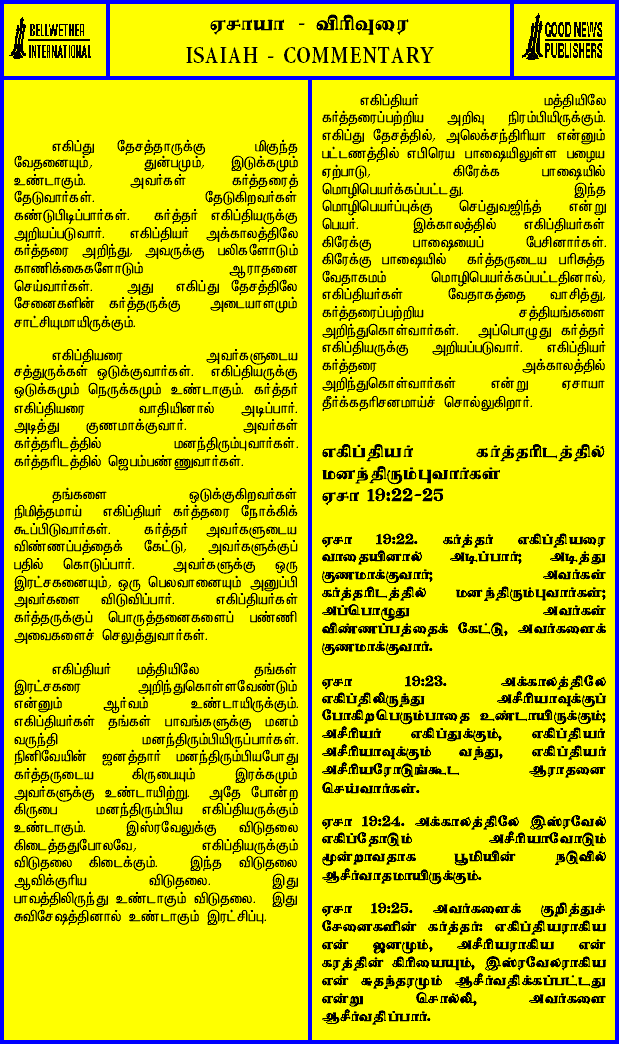 BELLWETHER
INTERNATIONAL
ஏசாயா - விரிவுரை
ISAIAH - COMMENTARY
GOOD NEWS
PUBLISHERS
எகிப்து தேசத்தாருக்கு மிகுந்த
வேதனையும், துன்பமும், இடுக்கமும்
உண்டாகும். அவர்கள் கர்த்தரைத்
தேடுவார்கள். தேடுகிறவர்கள்
கண்டுபிடிப்பார்கள். கர்த்தர் எகிப்தியருக்கு
அறியப்படுவார். எகிப்தியர் அக்காலத்திலே
கர்த்தரை அறிந்து, அவருக்கு பலிகளோடும்
காணிக்கைகளோடும் ஆராதனை
செய்வார்கள். அது எகிப்து தேசத்திலே
சேனைகளின் கர்த்தருக்கு அடையாளமும்
சாட்சியுமாயிருக்கும்.
எகிப்தியரை அவர்களுடைய
சத்துருக்கள் ஒடுக்குவார்கள். எகிப்தியருக்கு
ஒடுக்கமும் நெருக்கமும் உண்டாகும். கர்த்தர்
எகிப்தியரை வாதியினால் அடிப்பார்.
அடித்து குணமாக்குவார். அவர்கள்
கர்த்தரிடத்தில் மனந்திரும்புவார்கள்.
கர்த்தரிடத்தில் ஜெபம்பண்ணுவார்கள்.
தங்களை ஒடுக்குகிறவர்கள்
நிமித்தமாய் எகிப்தியர் கர்த்தரை நோக்கிக்
கூப்பிடுவார்கள். கர்த்தர் அவர்களுடைய
விண்ணப்பத்தைக் கேட்டு, அவர்களுக்குப்
பதில் கொடுப்பார். அவர்களுக்கு ஒரு
இரட்சகனையும், ஒரு பெலவானையும் அனுப்பி
அவர்களை விடுவிப்பார். எகிப்தியர்கள்
கர்த்தருக்குப் பொருத்தனைகளைப் பண்ணி
அவைகளைச் செலுத்துவார்கள்.
எகிப்தியர் மத்தியிலே தங்கள்
இரட்சகரை அறிந்துகொள்ளவேண்டும்
என்னும் ஆர்வம் உண்டாயிருக்கும்.
எகிப்தியர்கள் தங்கள் பாவங்களுக்கு மனம்
வருந்தி மனந்திரும்பியிருப்பார்கள்.
நினிவேயின் ஜனத்தார் மனந்திரும்பியபோது
கர்த்தருடைய கிருபையும் இரக்கமும்
அவர்களுக்கு உண்டாயிற்று. அதே போன்ற
கிருபை மனந்திரும்பிய எகிப்தியருக்கும்
உண்டாகும். இஸ்ரவேலுக்கு விடுதலை
கிடைத்ததுபோலவே, எகிப்தியருக்கும்
விடுதலை கிடைக்கும். இந்த விடுதலை
ஆவிக்குரிய விடுதலை. இது
பாவத்திலிருந்து உண்டாகும் விடுதலை. இது
சுவிசேஷத்தினால் உண்டாகும் இரட்சிப்பு.
எகிப்தியர் மத்தியிலே
கர்த்தரைப்பற்றிய அறிவு நிரம்பியிருக்கும்.
எகிப்து தேசத்தில், அலெக்சந்திரியா என்னும்
பட்டணத்தில் எபிரெய பாஷையிலுள்ள பழைய
ஏற்பாடு, கிரேக்க பாஷையில்
மொழிபெயர்க்கப்பட்டது. இந்த
மொழிபெயர்ப்புக்கு செப்துவஜிந்த் என்று
பெயர். இக்காலத்தில் எகிப்தியர்கள்
கிரேக்கு பாஷையைப் பேசினார்கள்.
கிரேக்கு பாஷையில் கர்த்தருடைய பரிசுத்த
வேதாகமம் மொழிபெயர்க்கப்பட்டதினால்,
எகிப்தியர்கள் வேதாகத்தை வாசித்து,
கர்த்தரைப்பற்றிய சத்தியங்களை
அறிந்துகொள்வார்கள். அப்பொழுது கர்த்தர்
எகிப்தியருக்கு அறியப்படுவார். எகிப்தியர்
கர்த்தரை அக்காலத்தில்
அறிந்துகொள்வார்கள் என்று ஏசாயா
தீர்க்கதரிசனமாய்ச் சொல்லுகிறார்.
எகிப்தியர் கர்த்தரிடத்தில்
மனந்திரும்புவார்கள்
ஏசா 19:22-25
ஏசா 19:22. கர்த்தர் எகிப்தியரை
வாதையினால் அடிப்பார்; அடித்து
குணமாக்குவார்; அவர்கள்
கர்த்தரிடத்தில் மனந்திரும்புவார்கள்;
அப்பொழுது அவர்கள்
விண்ணப்பத்தைக் கேட்டு, அவர்களைக்
குணமாக்குவார்.
ஏசா 19:23. அக்காலத்திலே
எகிப்திலிருந்து அசீரியாவுக்குப்
போகிறபெரும்பாதை உண்டாயிருக்கும்;
அசீரியர் எகிப்துக்கும், எகிப்தியர்
அசீரியாவுக்கும் வந்து, எகிப்தியர்
அசீரியரோடுங்கூட ஆராதனை
செய்வார்கள்.
ஏசா 19:24. அக்காலத்திலே இஸ்ரவேல்
எகிப்தோடும் அசீரியாவோடும்
மூன்றாவதாக பூமியின் நடுவில்
ஆசீர்வாதமாயிருக்கும்.
ஏசா 19:25. அவர்களைக் குறித்துச்
சேனைகளின் கர்த்தர்: எகிப்தியராகிய
என் ஜனமும், அசீரியராகிய என்
கரத்தின் கிரியையும், இஸ்ரவேலராகிய
என் சுதந்தரமும் ஆசீர்வதிக்கப்பட்டது
என்று சொல்லி, அவர்களை
ஆசீர்வதிப்பார்.